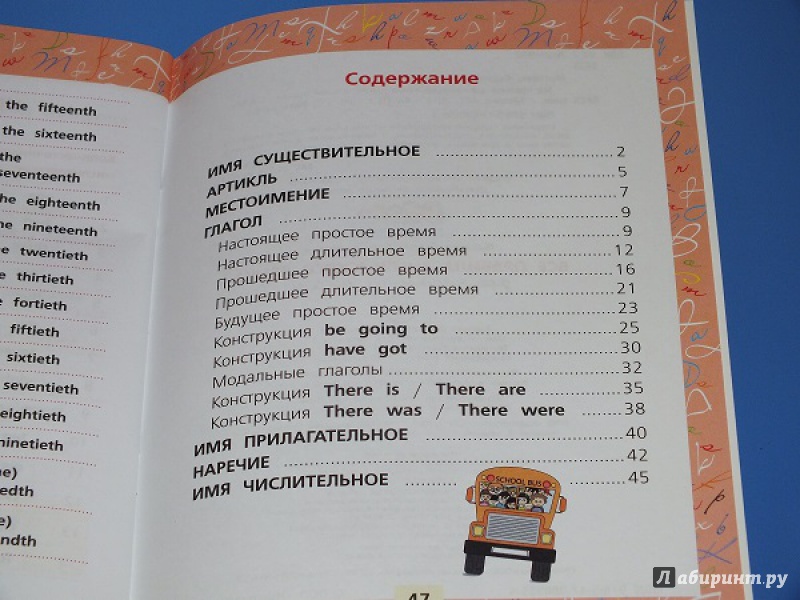 the fifteenth
the sixteenth
the
seventeenth
the eighteenth
the nineteenth
twentieth
thirtieth
fortieth
fiftieth
sixtieth
seventieth
eightieth
ninetieth
Содержание
ИМЯ СУЩЕСТВИТЕЛЬНОЕ 2
АРТИКЛЬ 5
МЕСТОИМЕНИЕ 7
ГЛАГОЛ 9
Настоящее простое время 9
Настоящее длительное время 12
Прошедшее простое время 16
Прошедшее длительное время 21
Будущее простое время 23
Конструкция be going to 25
Конструкция have got 30
Модальные глаголы 32
Конструкция There is / There are 35
Конструкция There was / There were 38
ИМЯ ПРИЛАГАТЕЛЬНОЕ 40
НАРЕЧИЕ 42
ИМЯ ЧИСЛИТЕЛЬНОЕ 45
SCHOOL BUS
47
Лабиринт.ру